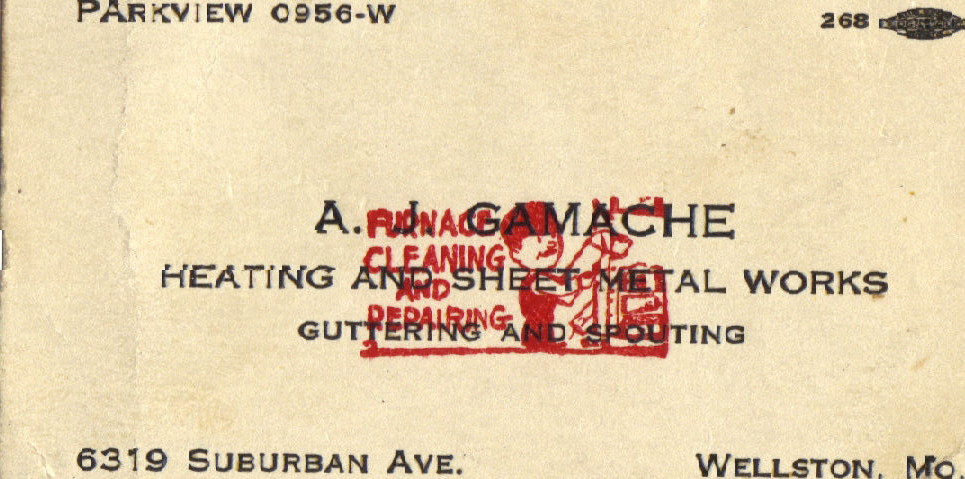 PARKVIEW 0956-W
268
A. J. GAMACHE
HEATING AND SHEET METAL WORKS
GUTTERING AND SPOUTING
FURNACE
CLEANING
AND
REPAIRING
6319 SUBURBAN AVE.
WELLSTON, MO.